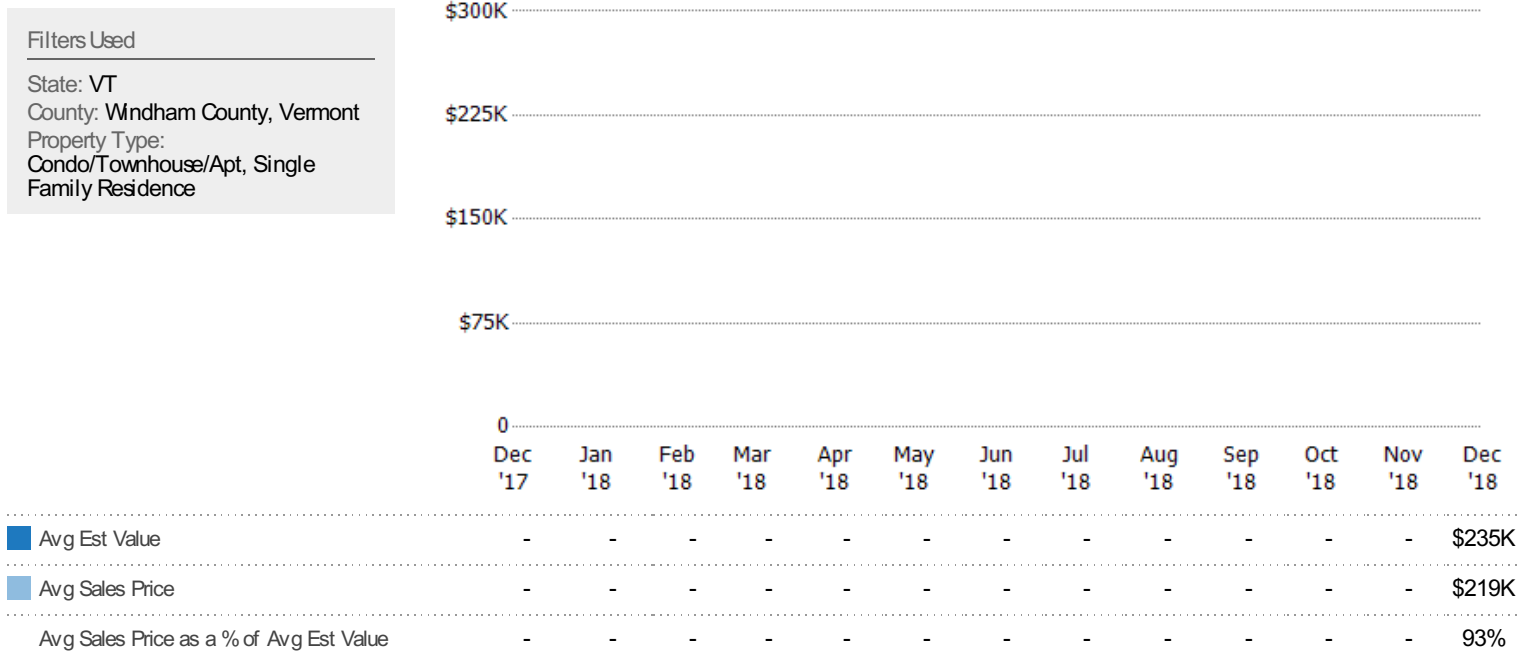 Filters Used
State: VT
County: Windham County, Vermont
Property Type:
Condo/Townhouse/Apt, Single
Family Residence
$300K
$225K
$150K
$75K
0
Dec Jan Feb Mar Apr May Jun Jul Aug Sep Oct Nov Dec
'17 '18 '18 '18 '18 '18 '18 '18 '18 '18 '18 '18 '18
Avg Est Value - - - - - - - - - - - - $235K
Avg Sales Price - - - - - - - - - - - - $219K
Avg Sales Price as a % of Avg Est Value - - - - - - - - - - - - 93%